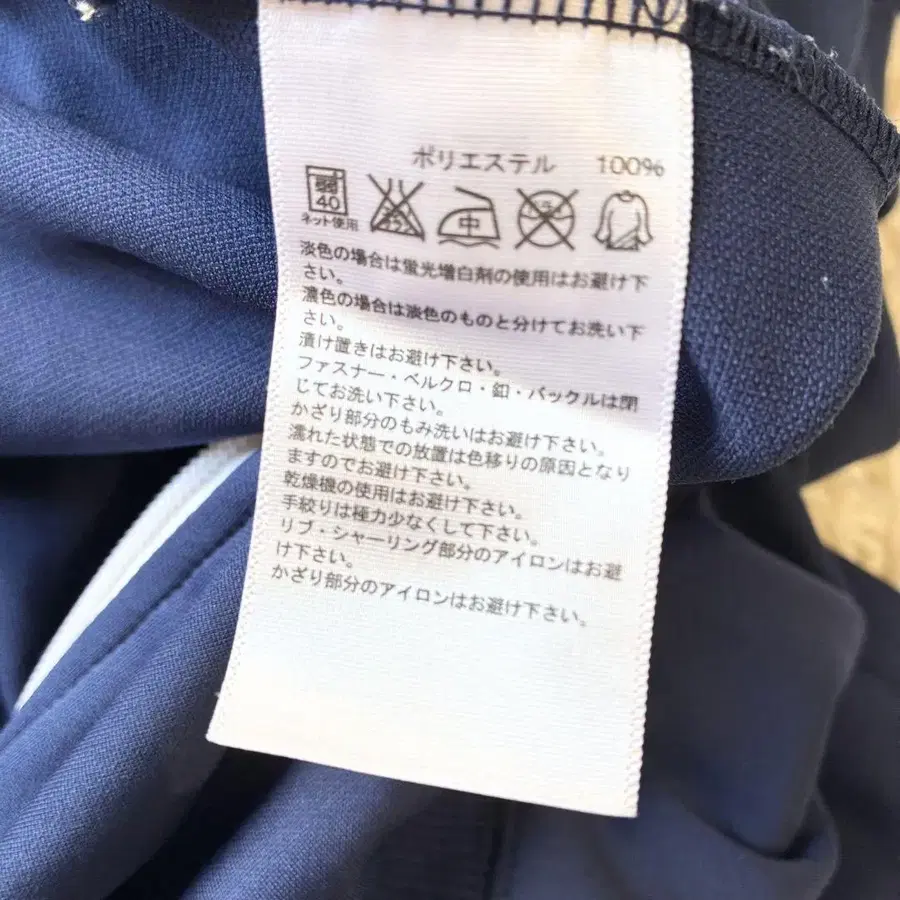 ポリエステル 100%
弱 40 中
ネット使用
淡色の場合は蛍光増白剤の使用はお避け下
さい。
濃色の場合は淡色のものと分けてお洗い下
さい。
漬け置きはお避け下さい。
ファスナー・ベルクロ・釦・バックルは閉
じてお洗い下さい。
かざり部分のもみ洗いはお避け下さい。
濡れた状態での放置は色移りの原因となり
ますのでお避け下さい。
乾燥機の使用はお避け下さい。
手絞りは極力少なくして下さい。
リブ・シャーリング部分のアイロンはお避
け下さい。
かざり部分のアイロンはお避け下さい。